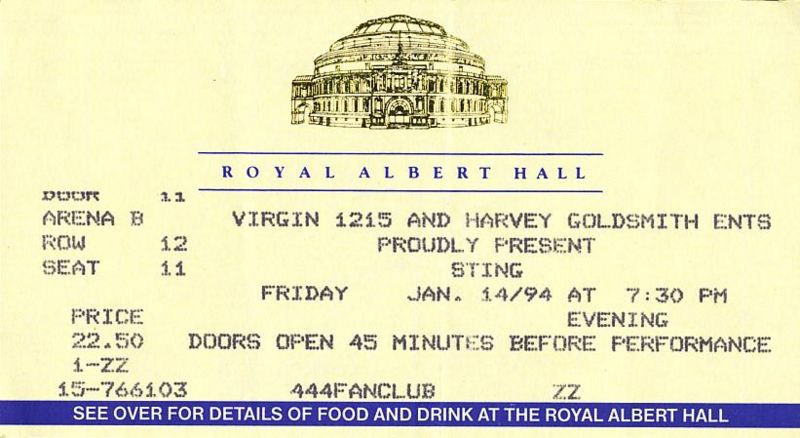 ROYAL ALBERT HALL
DOOR 11
ARENA B VIRGIN 1215 AND HARVEY GOLDSMITH ENTS
ROW 12 PROUDLY PRESENT
SEAT 11 STING
FRIDAY JAN. 14/94 AT 7:30 PM
PRICE EVENING
22.50 DOORS OPEN 45 MINUTES BEFORE PERFORMANCE
1-ZZ
15-766103 444FANCLUB ZZ
SEE OVER FOR DETAILS OF FOOD AND DRINK AT THE ROYAL ALBERT HALL